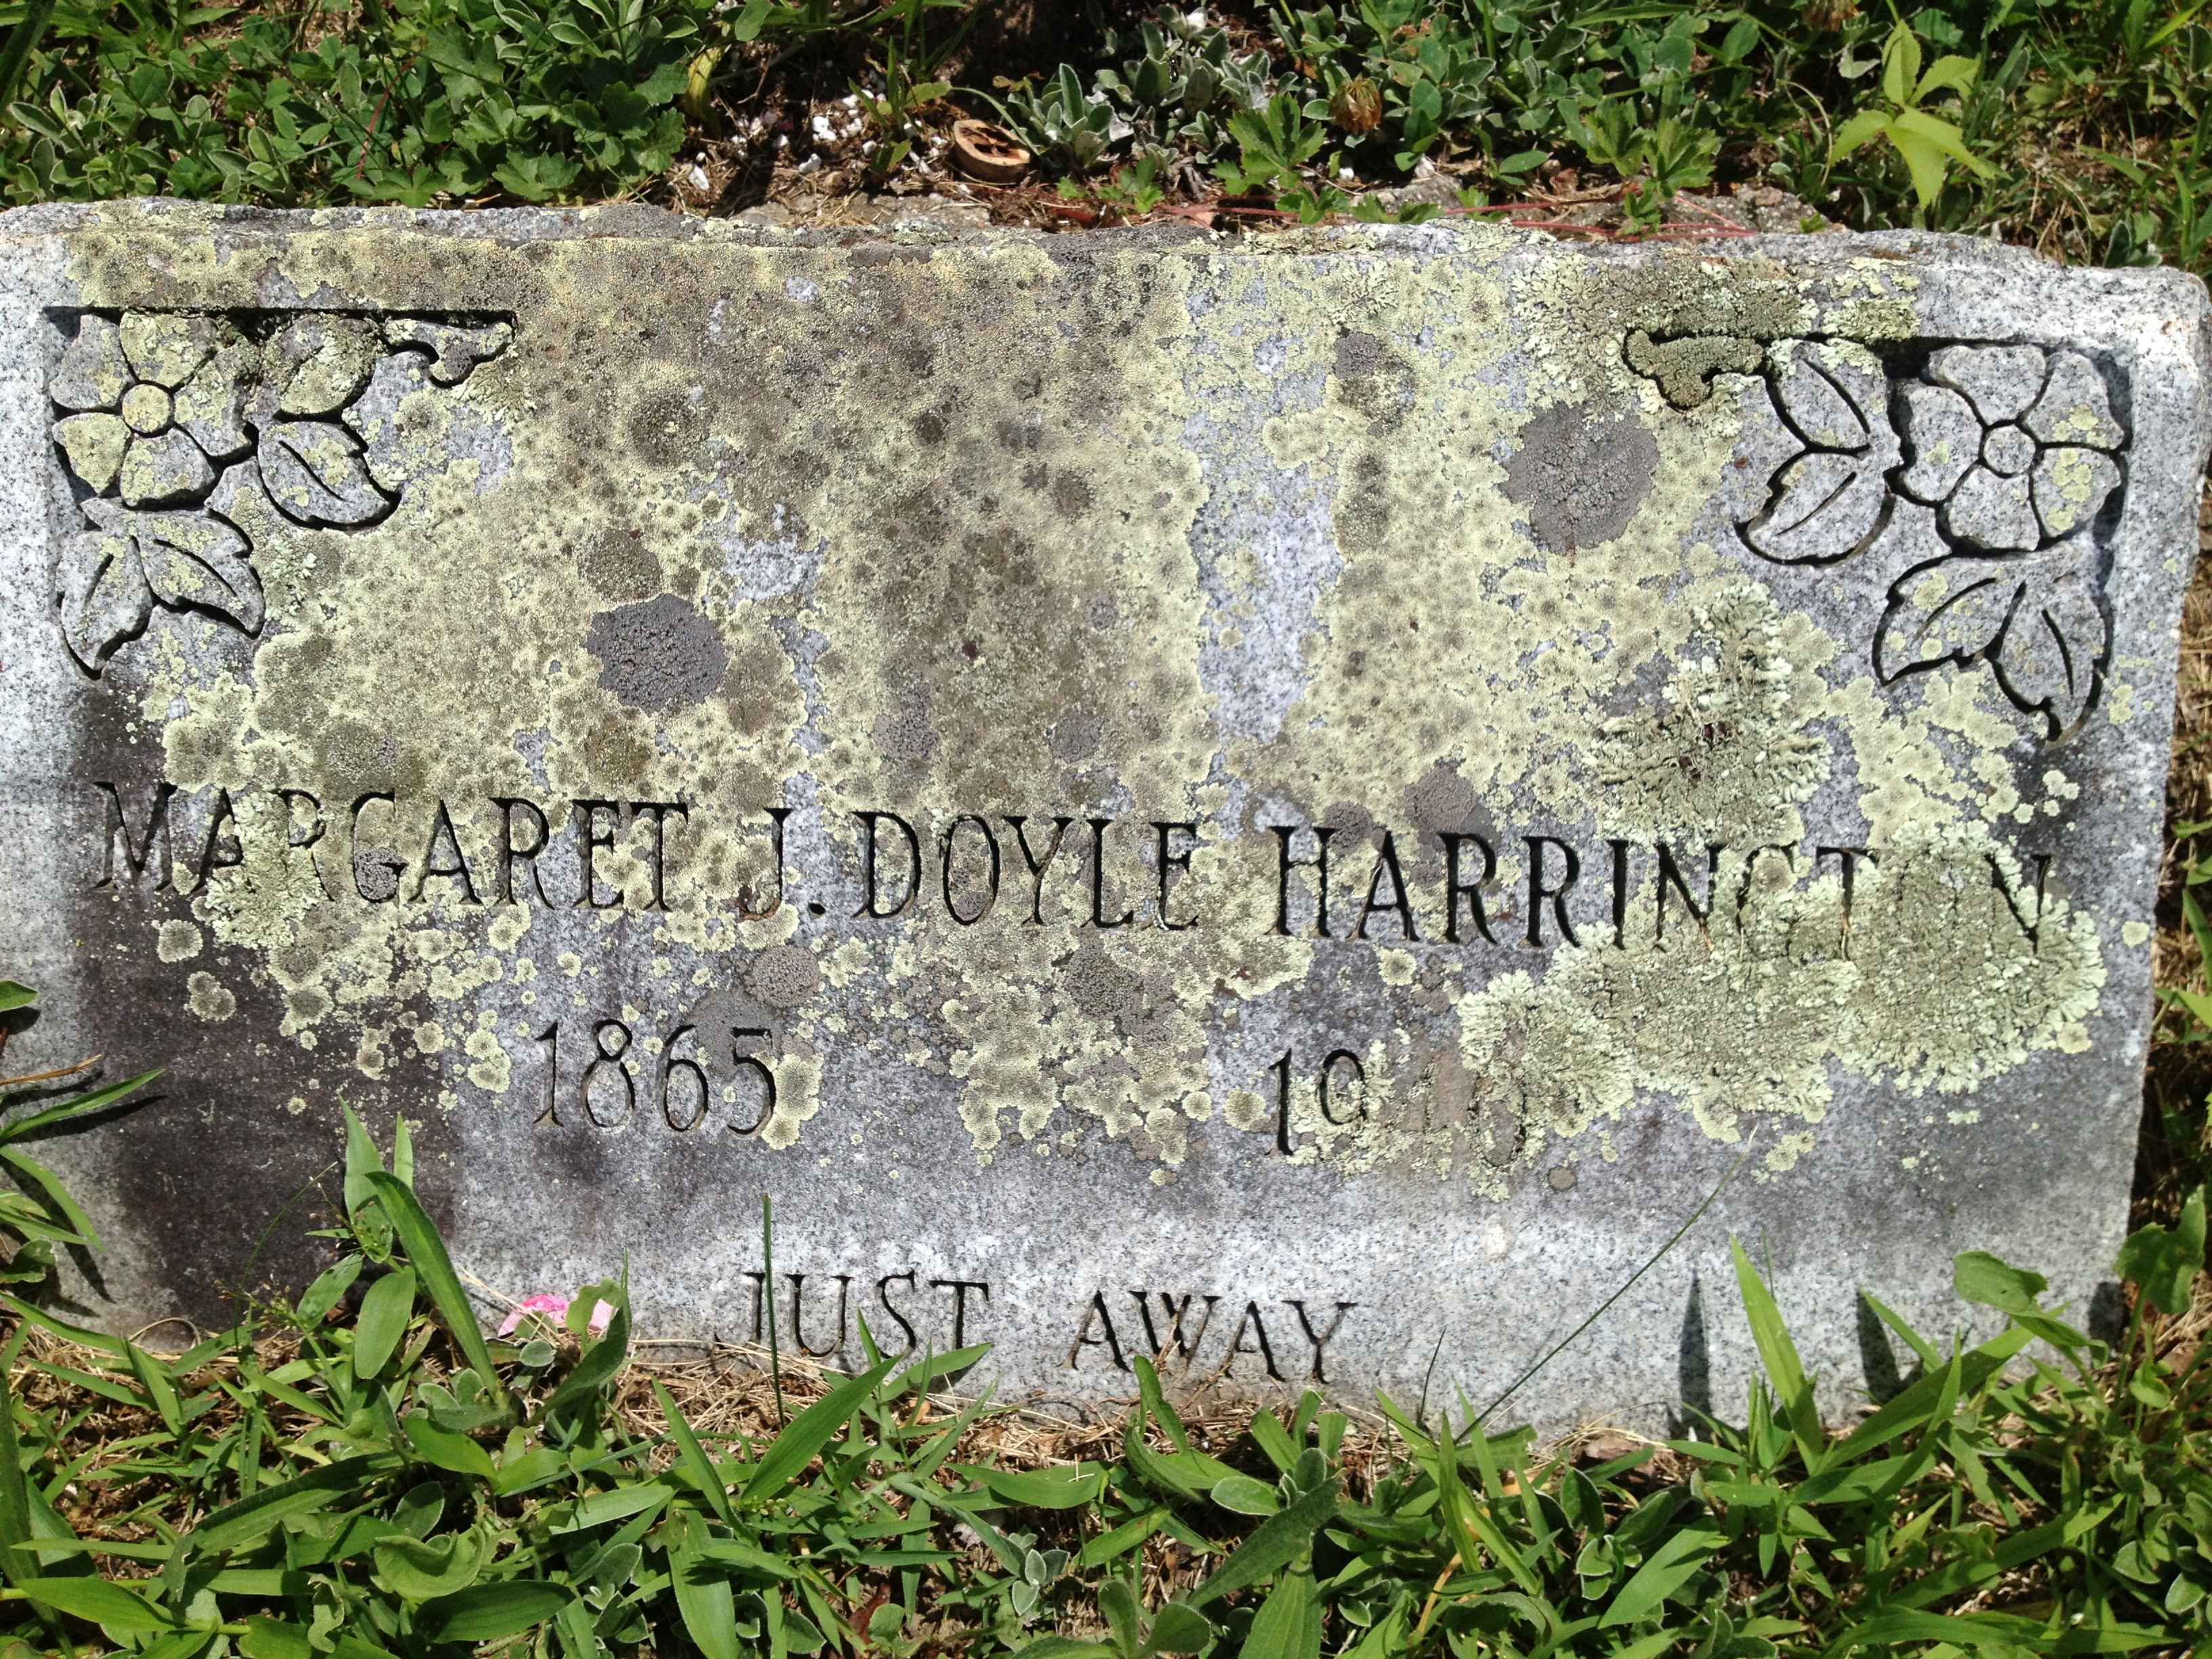 MARGARET J. DOYLE HARRINGTON
1865
JUST AWAY